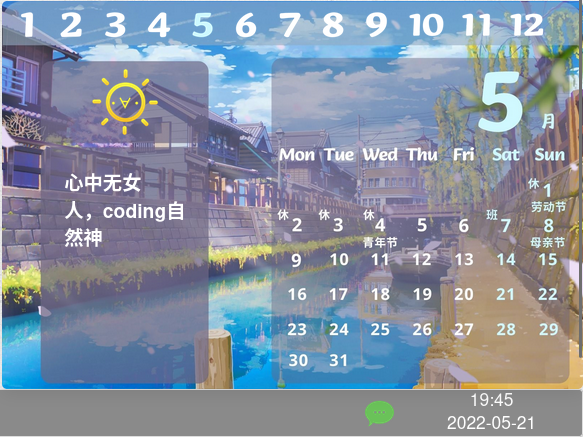 1 2 3 4 5 6 7 8 9 10 11 12
心中无女
人，coding自
然神
5月
Mon Tue Wed Thu Fri Sat Sun
休 1
劳动节
休 2 休 3 休 4 5 6 班 7 8
青年节 母亲节
9 10 11 12 13 14 15
16 17 18 19 20 21 22
23 24 25 26 27 28 29
30 31
19:45
2022-05-21